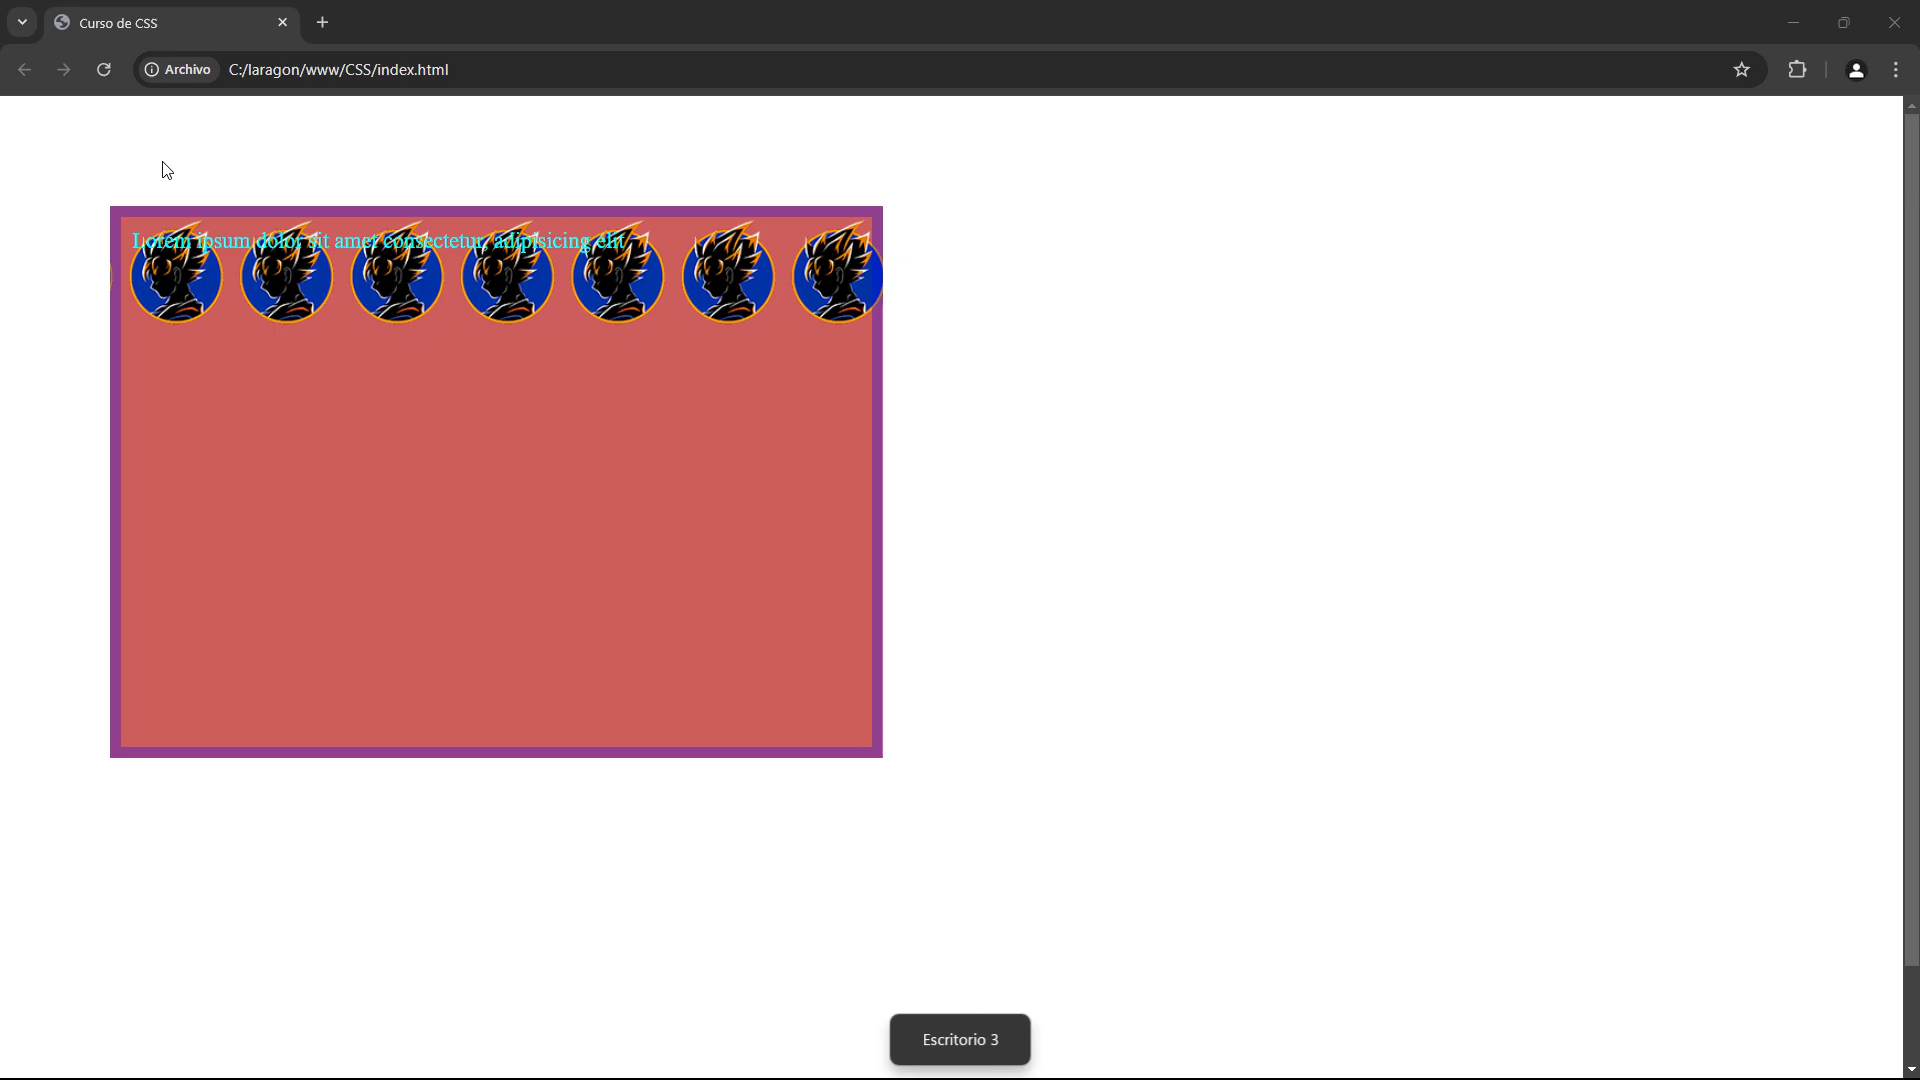 Curso de CSS
Archivo
C:/laragon/www/CSS/index.html
Lorem ipsum dolor sit amet consectetur, adipisicing elit
Escritorio 3